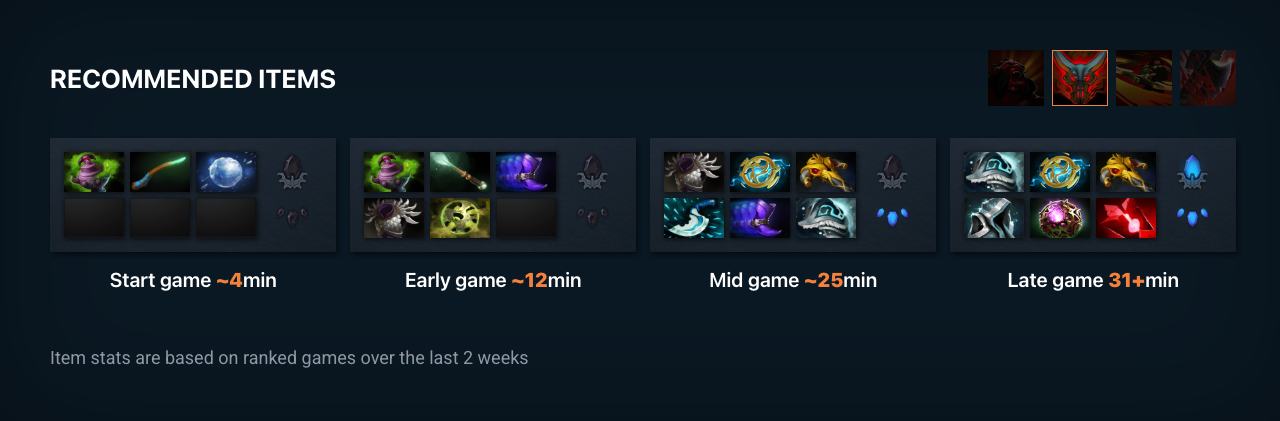 RECOMMENDED ITEMS
Start game ~4min
Early game ~12min
Mid game ~25min
Late game 31+min
Item stats are based on ranked games over the last 2 weeks